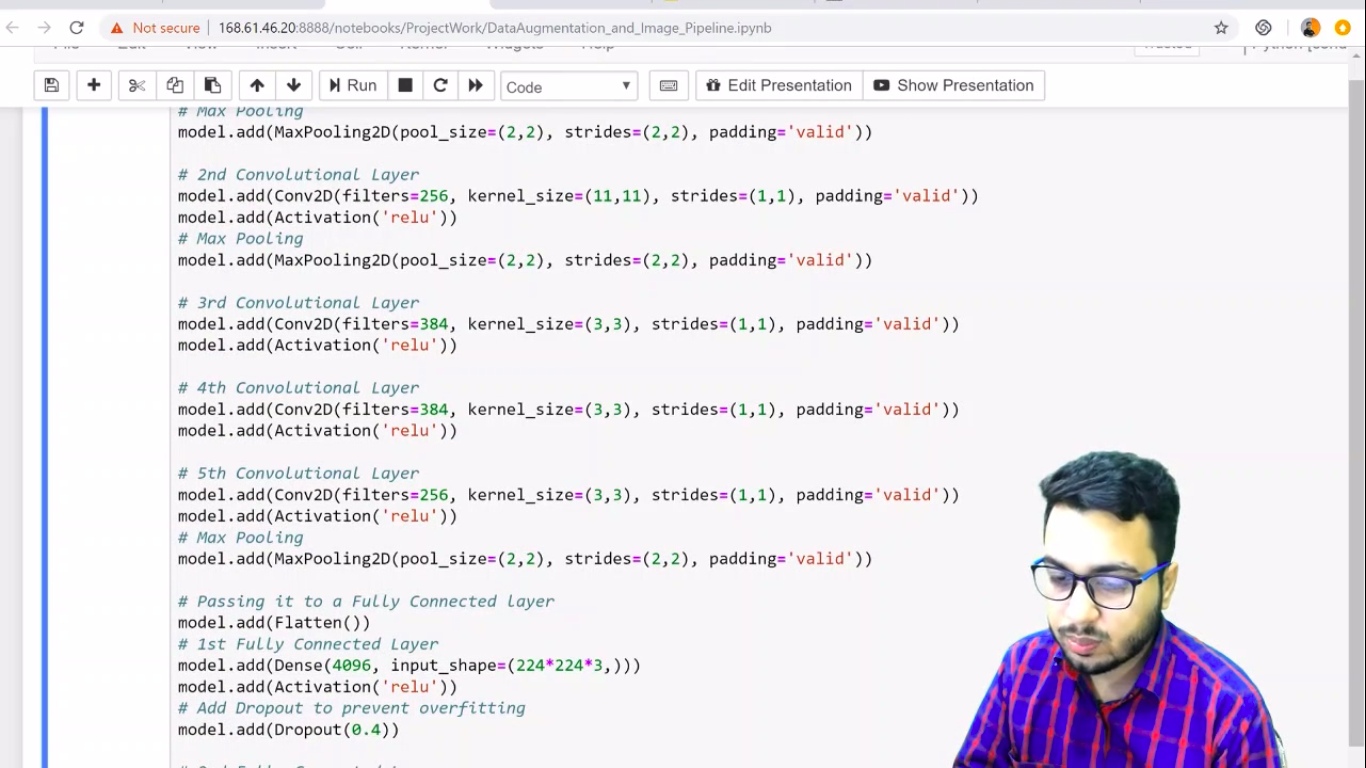 Not secure | 168.61.46.20:8888/notebooks/ProjectWork/DataAugmentation_and_Image_Pipeline.ipynb
File Edit View Insert Cell Kernel Widgets Help Trusted
Run Code Edit Presentation Show Presentation
# Max Pooling
model.add(MaxPooling2D(pool_size=(2,2), strides=(2,2), padding='valid'))
# 2nd Convolutional Layer
model.add(Conv2D(filters=256, kernel_size=(11,11), strides=(1,1), padding='valid'))
model.add(Activation('relu'))
# Max Pooling
model.add(MaxPooling2D(pool_size=(2,2), strides=(2,2), padding='valid'))
# 3rd Convolutional Layer
model.add(Conv2D(filters=384, kernel_size=(3,3), strides=(1,1), padding='valid'))
model.add(Activation('relu'))
# 4th Convolutional Layer
model.add(Conv2D(filters=384, kernel_size=(3,3), strides=(1,1), padding='valid'))
model.add(Activation('relu'))
# 5th Convolutional Layer
model.add(Conv2D(filters=256, kernel_size=(3,3), strides=(1,1), padding='valid'))
model.add(Activation('relu'))
# Max Pooling
model.add(MaxPooling2D(pool_size=(2,2), strides=(2,2), padding='valid'))
# Passing it to a Fully Connected layer
model.add(Flatten())
# 1st Fully Connected Layer
model.add(Dense(4096, input_shape=(224*224*3,)))
model.add(Activation('relu'))
# Add Dropout to prevent overfitting
model.add(Dropout(0.4))